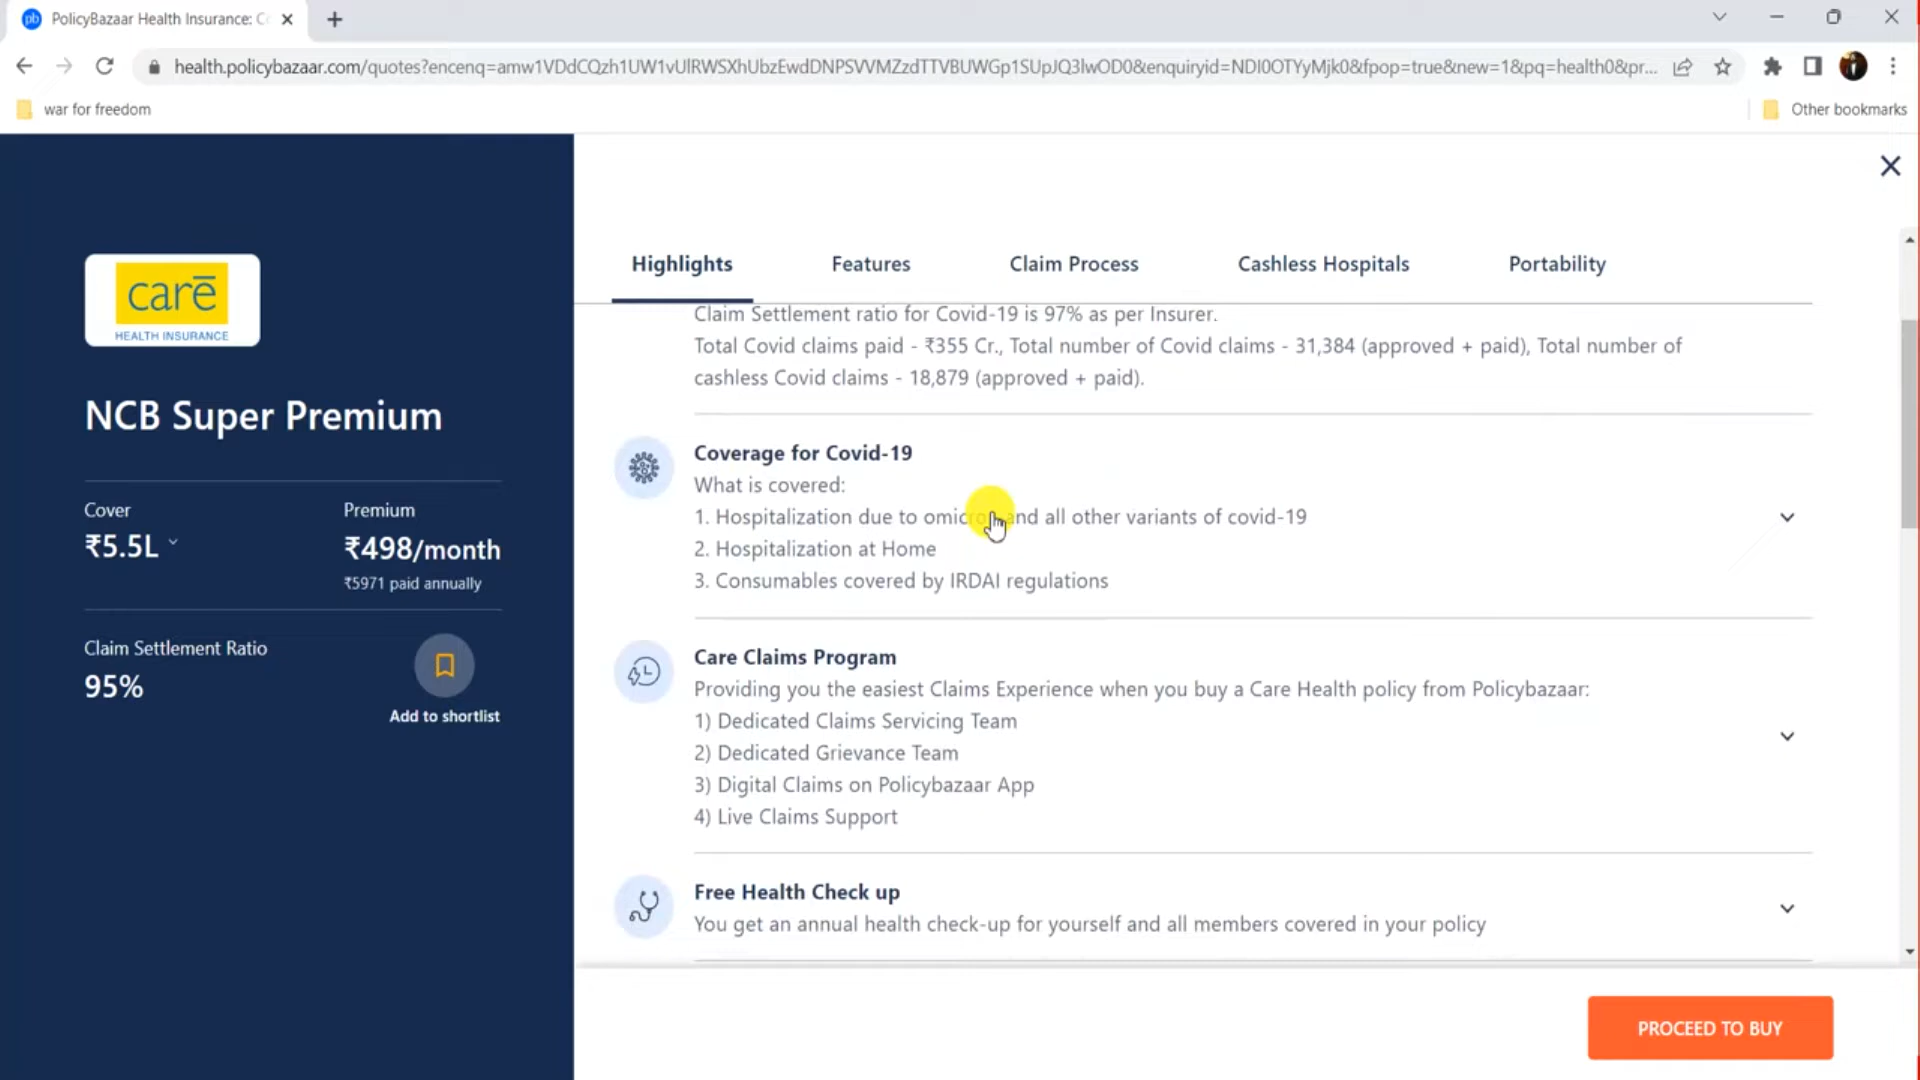 PolicyBazaar Health Insurance: C
health.policybazaar.com/quotes?encenq=amw1VDdCQzh1UW1vUlRWSXhUbzEwdDNPSVVMZzdTTVBUWGp1SUpJQ3lwOD0&enquiryid=NDI0OTYyMjk0&fpop=true&new=1&pq=health0&pr...
war for freedom
Other bookmarks
carē
HEALTH INSURANCE
NCB Super Premium
Cover
Premium
₹5.5L
₹498/month
₹5971 paid annually
Claim Settlement Ratio
95%
Add to shortlist
Highlights
Features
Claim Process
Cashless Hospitals
Portability
Claim Settlement ratio for Covid-19 is 97% as per Insurer.
Total Covid claims paid - ₹355 Cr., Total number of Covid claims - 31,384 (approved + paid), Total number of
cashless Covid claims - 18,879 (approved + paid).
Coverage for Covid-19
What is covered:
1. Hospitalization due to omicron and all other variants of covid-19
2. Hospitalization at Home
3. Consumables covered by IRDAI regulations
Care Claims Program
Providing you the easiest Claims Experience when you buy a Care Health policy from Policybazaar:
1) Dedicated Claims Servicing Team
2) Dedicated Grievance Team
3) Digital Claims on Policybazaar App
4) Live Claims Support
Free Health Check up
You get an annual health check-up for yourself and all members covered in your policy
PROCEED TO BUY